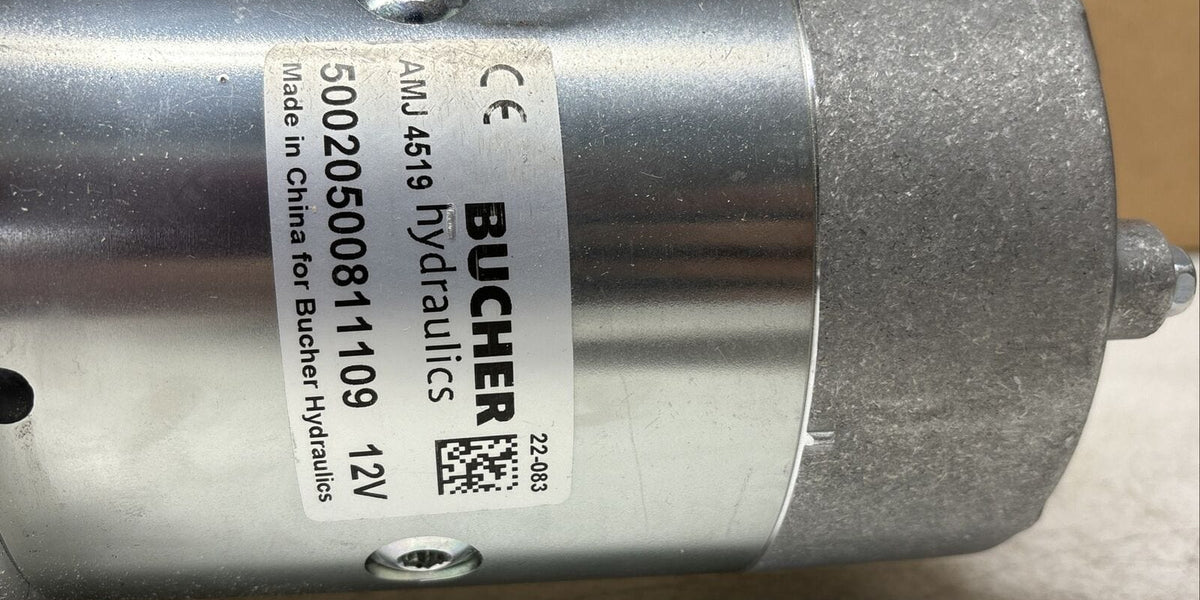 CE
BUCHER
22-083
AMJ 4519 hydraulics
5002050081109 12V
Made in China for Bucher Hydraulics